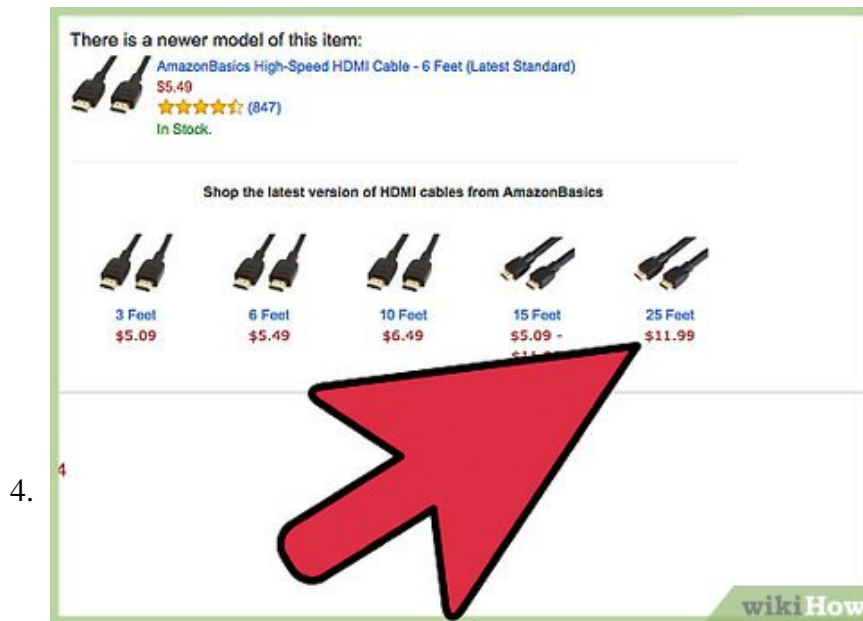 There is a newer model of this item:
AmazonBasics High-Speed HDMI Cable - 6 Feet (Latest Standard)
$5.49
(847)
In Stock.
Shop the latest version of HDMI cables from AmazonBasics
3 Feet 6 Feet 10 Feet 15 Feet 25 Feet
$5.09 $5.49 $6.49 $5.09 - $11.99
4
4.
wikiHow